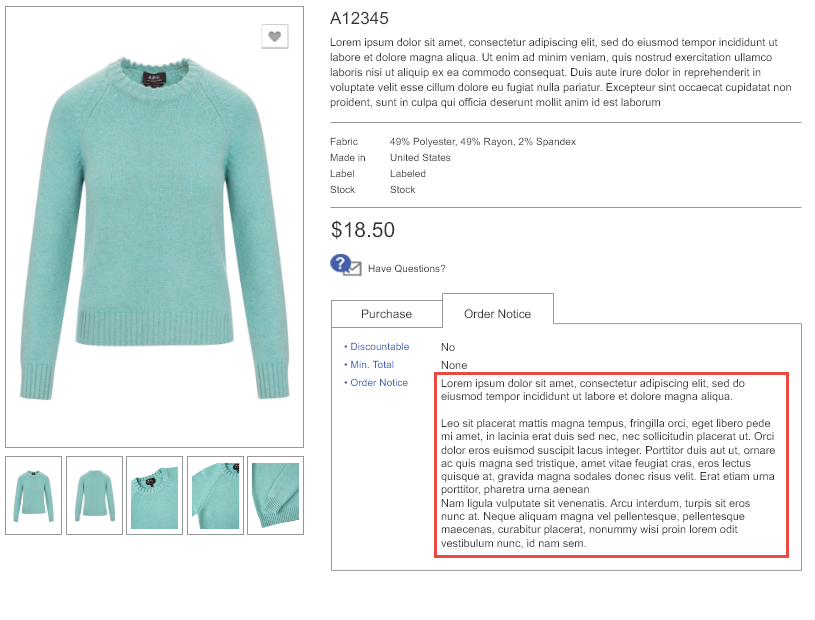 A12345
Lorem ipsum dolor sit amet, consectetur adipiscing elit, sed do eiusmod tempor incididunt ut
labore et dolore magna aliqua. Ut enim ad minim veniam, quis nostrud exercitation ullamco
laboris nisi ut aliquip ex ea commodo consequat. Duis aute irure dolor in reprehenderit in
voluptate velit esse cillum dolore eu fugiat nulla pariatur. Excepteur sint occaecat cupidatat non
proident, sunt in culpa qui officia deserunt mollit anim id est laborum
Fabric 49% Polyester, 49% Rayon, 2% Spandex
Made in United States
Label Labeled
Stock Stock
$18.50
? Have Questions?
Purchase Order Notice
• Discountable No
• Min. Total None
• Order Notice Lorem ipsum dolor sit amet, consectetur adipiscing elit, sed do
eiusmod tempor incididunt ut labore et dolore magna aliqua.
Leo sit placerat mattis magna tempus, fringilla orci, eget libero pede
mi amet, in lacinia erat duis sed nec, nec sollicitudin placerat ut. Orci
dolor eros euismod suscipit lacus integer. Porttitor duis aut ut, ornare
ac quis magna sed tristique, amet vitae feugiat cras, eros lectus
quisque at, gravida magna sodales donec risus velit. Erat etiam urna
porttitor, pharetra urna aenean
Nam ligula vulputate sit venenatis. Arcu interdum, turpis sit eros
nunc at. Neque aliquam magna vel pellentesque, pellentesque
maecenas, curabitur placerat, nonummy wisi proin lorem odit
vestibulum nunc, id nam sem.